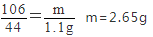 106/44 = m/1.1g m=2.65g